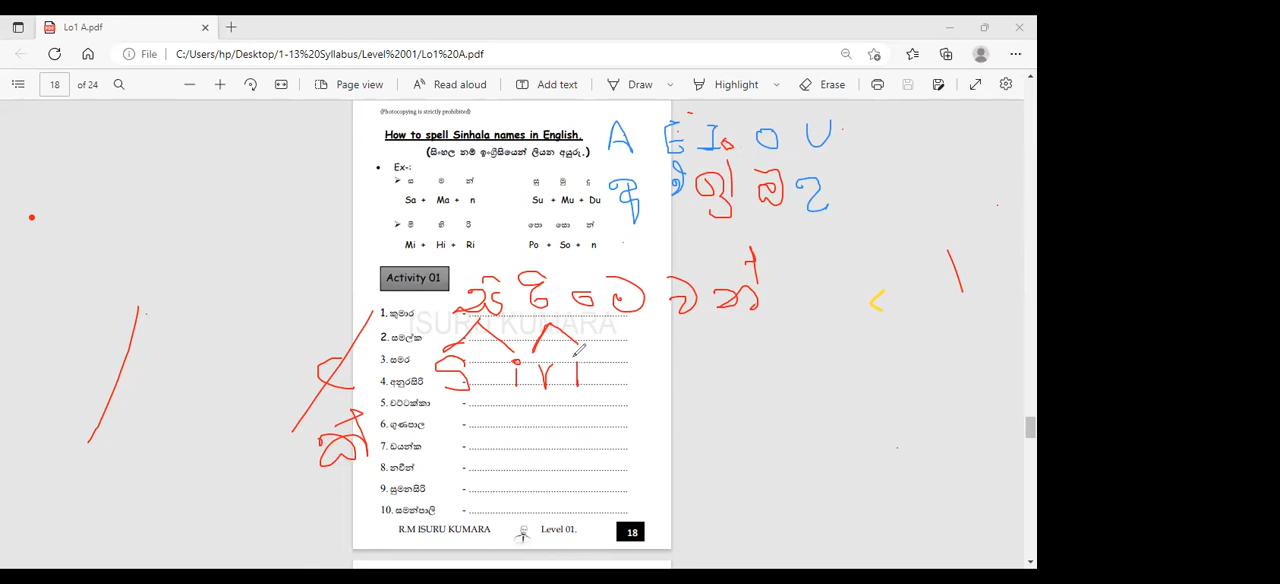 Lo1 A.pdf
File C:/Users/hp/Desktop/1-13%20Syllabus/Level%2001/Lo1%20A.pdf
18 of 24 Page view Read aloud Add text Draw Highlight Erase
(Photocopying is strictly prohibited)
How to spell Sinhala names in English.
(සිංහල නම් ඉංග්‍රීසියෙන් ලියන අයුරු.)
A E I O U
Ex-:
ස ම න් සු මු දු
Sa + Ma + n Su + Mu + Du
මි හි රි පො සො න්
Mi + Hi + Ri Po + So + n
Activity 01
1. කුමාර -
ISURU KUMARA
2. සමල්ක -
3. සමර -
S i r i
4. අනුරසිරි -
5. චට්ටක්කා -
6. ගුණපාල -
7. ඩයන්ක -
8. නවීන් -
9. සුමනසිරි -
10. සමන්පාලි -
R.M ISURU KUMARA Level 01. 18